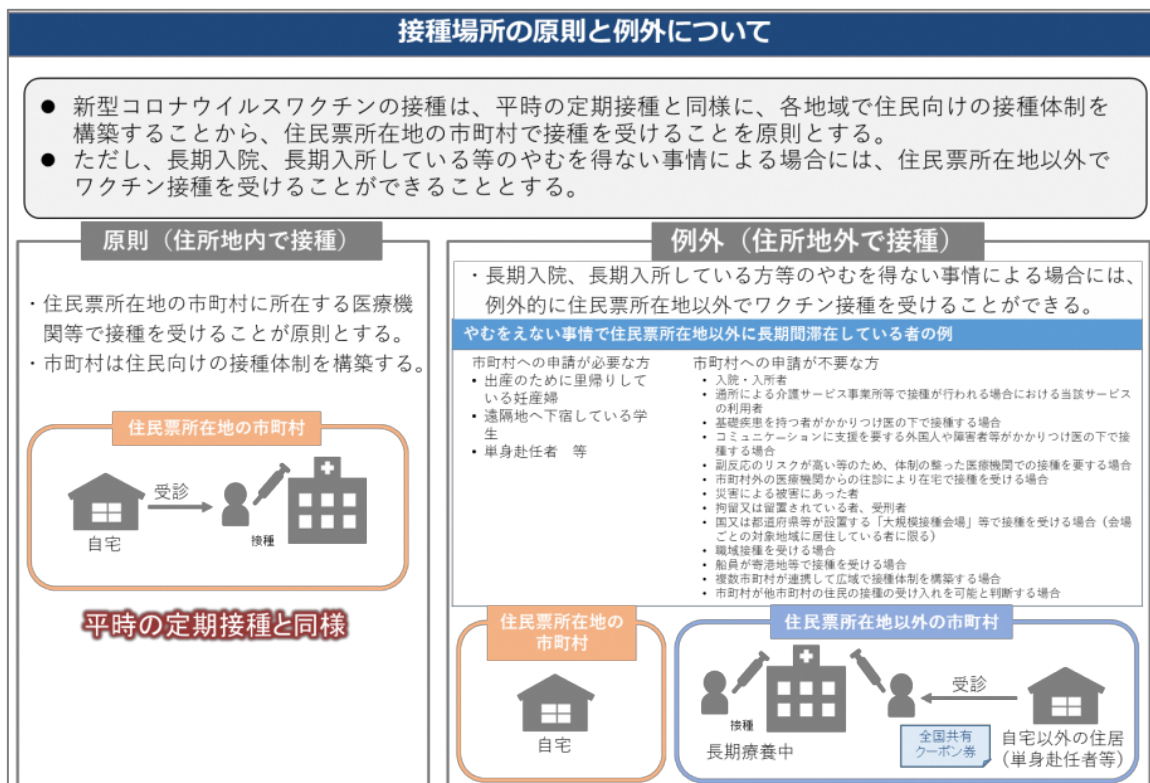 接種場所の原則と例外について
● 新型コロナウイルスワクチンの接種は、平時の定期接種と同様に、各地域で住民向けの接種体制を
構築することから、住民票所在地の市町村で接種を受けることを原則とする。
● ただし、長期入院、長期入所している等のやむを得ない事情による場合には、住民票所在地以外で
ワクチン接種を受けることができることとする。
原則（住所地内で接種）
・住民票所在地の市町村に所在する医療機
関等で接種を受けることが原則とする。
・市町村は住民向けの接種体制を構築する。
住民票所在地の市町村
受診
自宅
接種
平時の定期接種と同様
例外（住所地外で接種）
・長期入院、長期入所している方等のやむを得ない事情による場合には、
例外的に住民票所在地以外でワクチン接種を受けることができる。
やむをえない事情で住民票所在地以外に長期間滞在している者の例
市町村への申請が必要な方
• 出産のために里帰りして
いる妊産婦
• 遠隔地へ下宿している学
生
• 単身赴任者　等
市町村への申請が不要な方
• 入院・入所者
• 通所による介護サービス事業所等で接種が行われる場合における当該サービス
の利用者
• 基礎疾患を持つ者がかかりつけ医の下で接種する場合
• コミュニケーションに支援を要する外国人や障害者等がかかりつけ医の下で接
種する場合
• 副反応のリスクが高い等のため、体制の整った医療機関での接種を要する場合
• 市町村外の医療機関からの往診により在宅で接種を受ける場合
• 災害による被害にあった者
• 拘留又は留置されている者、受刑者
• 国又は都道府県等が設置する「大規模接種会場」等で接種を受ける場合（会場
ごとの対象地域に居住している者に限る）
• 職域接種を受ける場合
• 船員が寄港地等で接種を受ける場合
• 複数市町村が連携して広域で接種体制を構築する場合
• 市町村が他市町村の住民の接種の受け入れを可能と判断する場合
住民票所在地の
市町村
自宅
住民票所在地以外の市町村
接種
長期療養中
受診
全国共有
クーポン券
自宅以外の住居
（単身赴任者等）